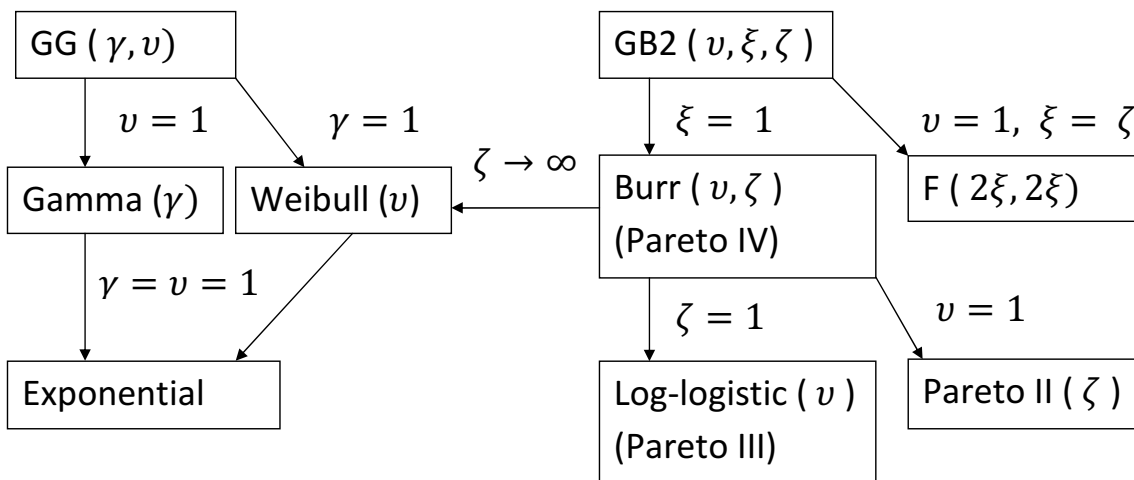 GG ( γ, υ)
GB2 ( υ, ξ, ζ )
υ = 1
γ = 1
ξ = 1
υ = 1, ξ = ζ
ζ → ∞
Gamma (γ)
Weibull (υ)
Burr ( υ, ζ)
(Pareto IV)
F ( 2ξ, 2ξ)
γ = υ = 1
ζ = 1
υ = 1
Exponential
Log-logistic ( υ )
(Pareto III)
Pareto II ( ζ )